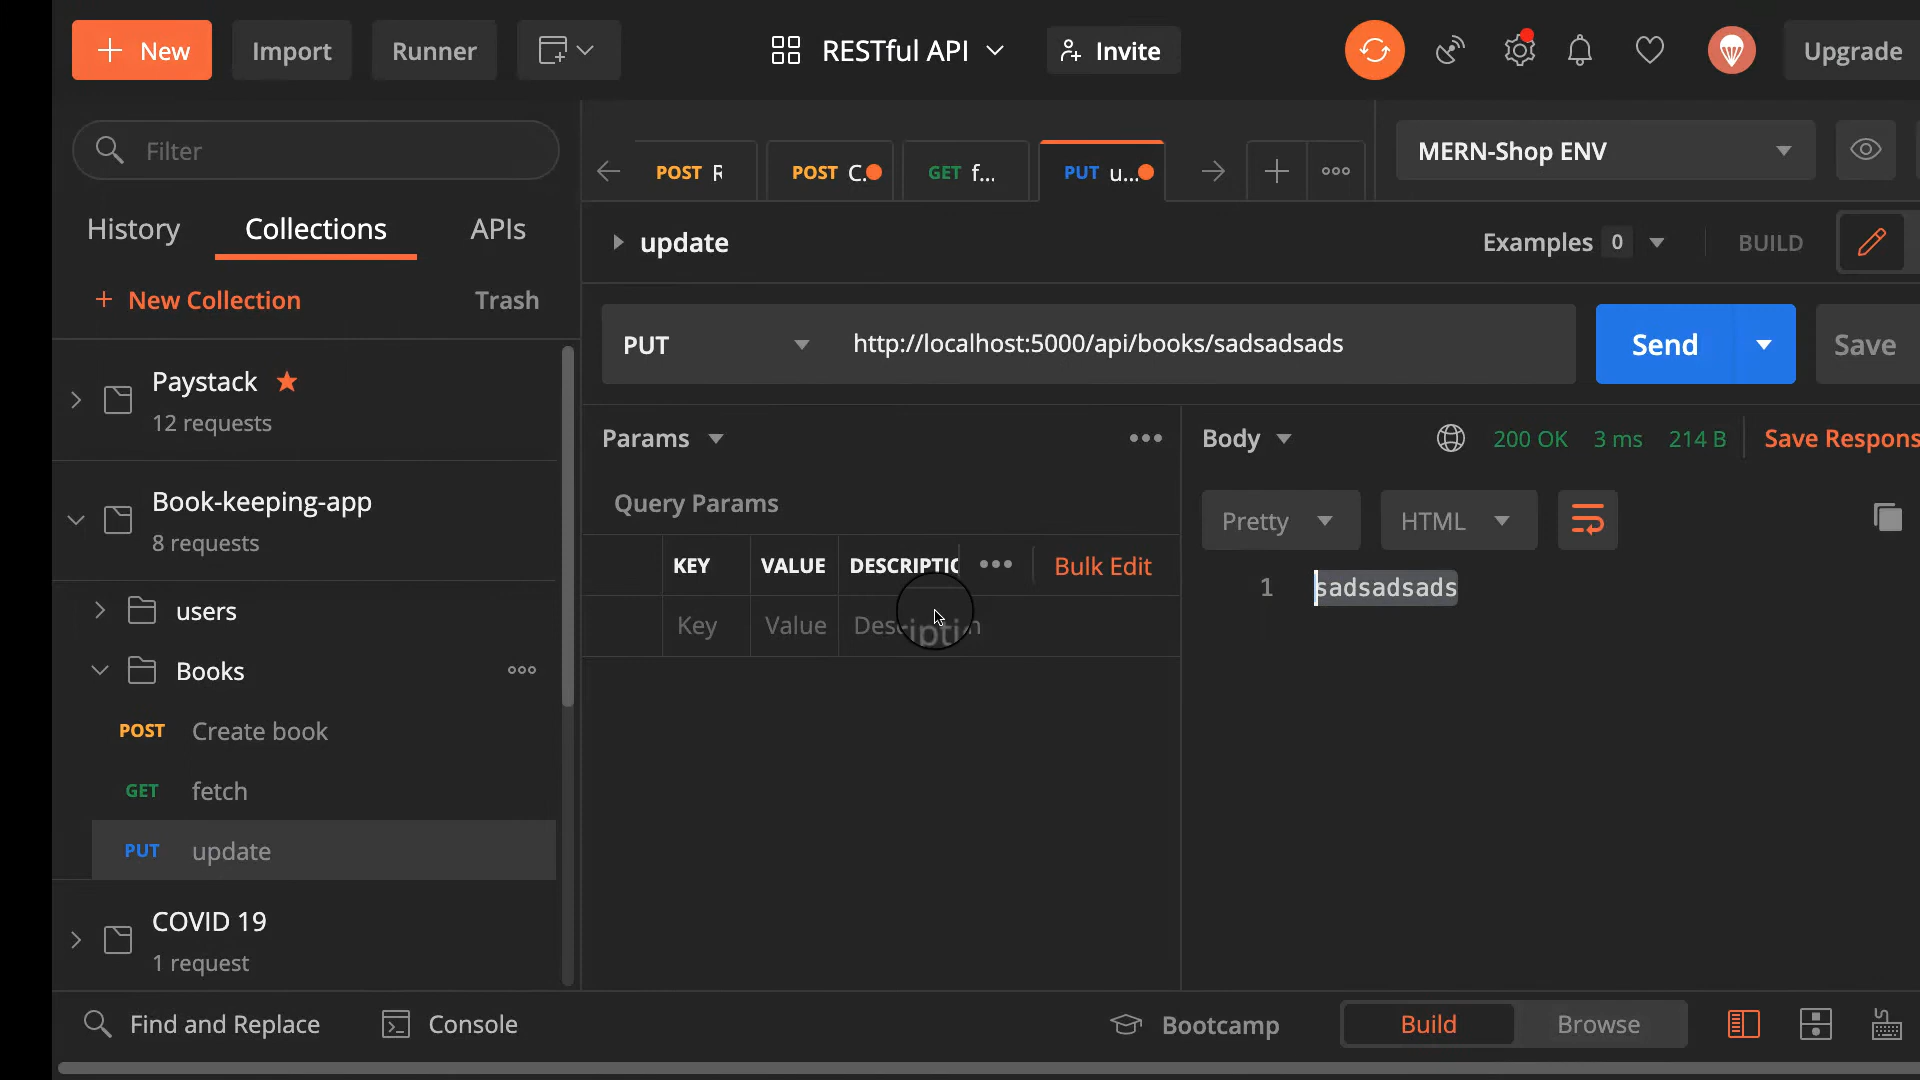 New
Import
Runner
RESTful API
Invite
Upgrade
Filter
POST
POST C.
GET f...
PUT u...
MERN-Shop ENV
History
Collections
APIs
update
Examples 0
BUILD
+ New Collection
Trash
PUT
http://localhost:5000/api/books/sadsadsads
Send
Save
Paystack
12 requests
Params
Body
200 OK
3 ms
214 B
Save Respons
Book-keeping-app
8 requests
Query Params
Pretty
HTML
KEY
VALUE
DESCRIPTIO
Bulk Edit
1
sadsadsads
users
Key
Value
Description
Books
POST Create book
GET fetch
PUT update
COVID 19
1 request
Find and Replace
Console
Bootcamp
Build
Browse